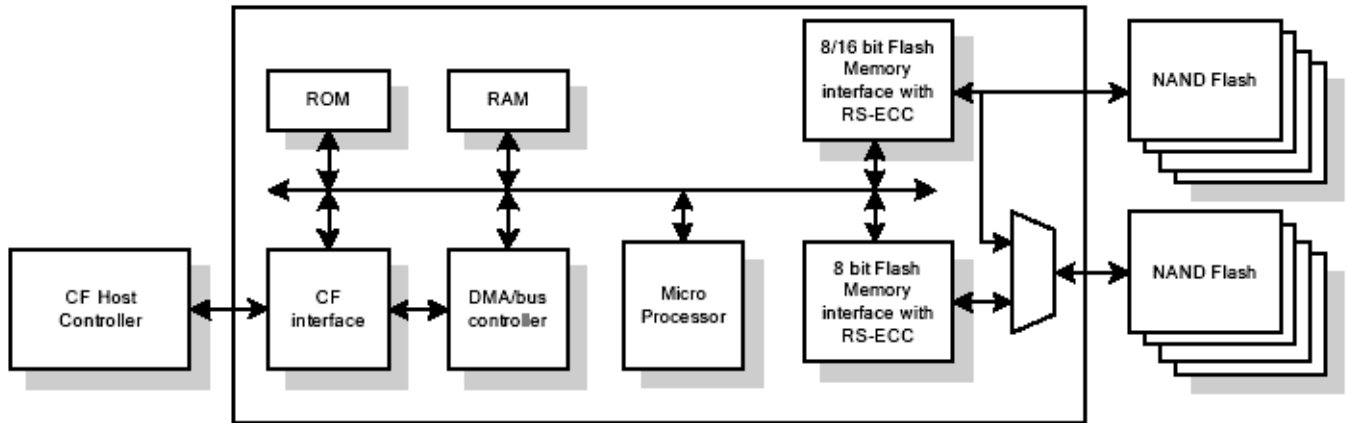 8/16 bit Flash
Memory
interface with
RS-ECC
NAND Flash
ROM
RAM
CF Host
Controller
CF
interface
DMA/bus
controller
Micro
Processor
8 bit Flash
Memory
interface with
RS-ECC
NAND Flash